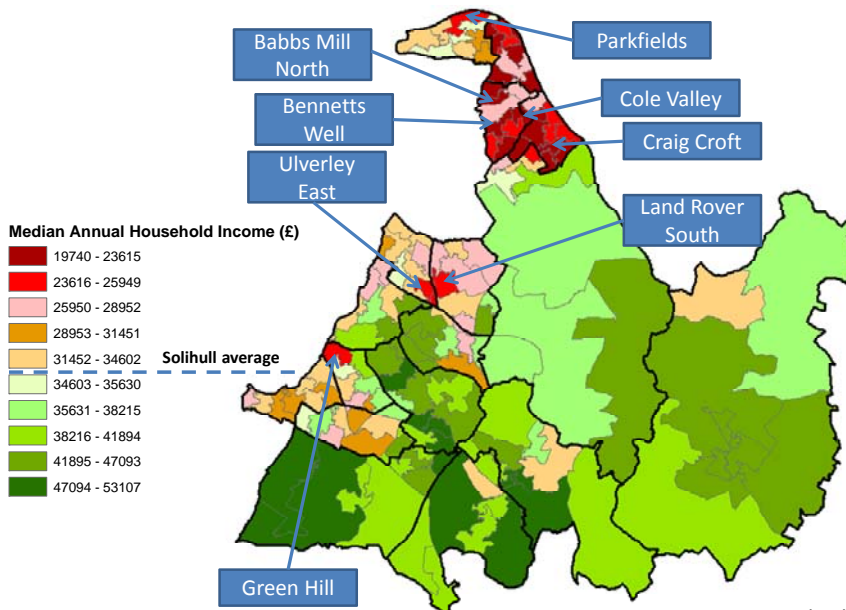 Parkfields
Babbs Mill
North
Cole Valley
Bennetts
Well
Craig Croft
Ulverley
East
Land Rover
South
Median Annual Household Income (£)
19740 - 23615
23616 - 25949
25950 - 28952
28953 - 31451
31452 - 34602
Solihull average
34603 - 35630
35631 - 38215
38216 - 41894
41895 - 47093
47094 - 53107
Green Hill